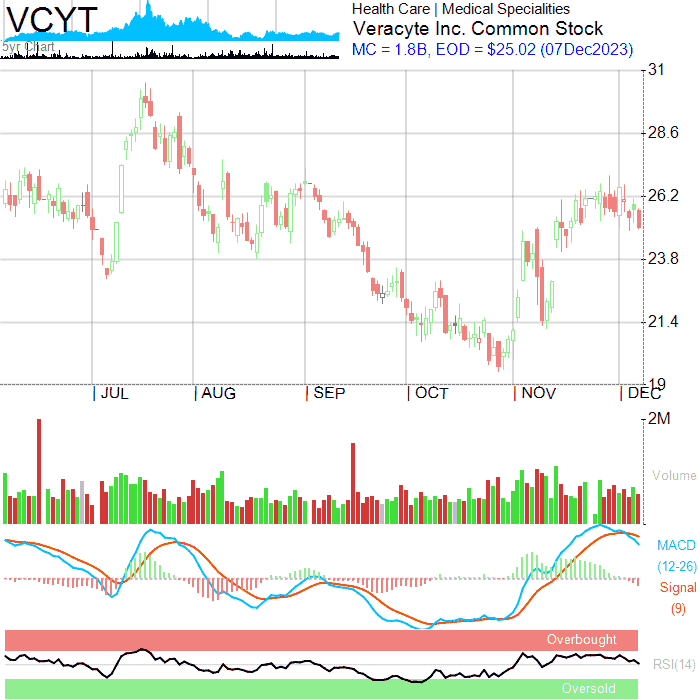 VCYT
5yr Chart
Health Care | Medical Specialities
Veracyte Inc. Common Stock
MC = 1.8B, EOD = $25.02 (07Dec2023)
31
28.6
26.2
23.8
21.4
19
| JUL | AUG | SEP | OCT | NOV | DEC
2M
Volume
MACD
(12-26)
Signal
(9)
Overbought
RSI(14)
Oversold